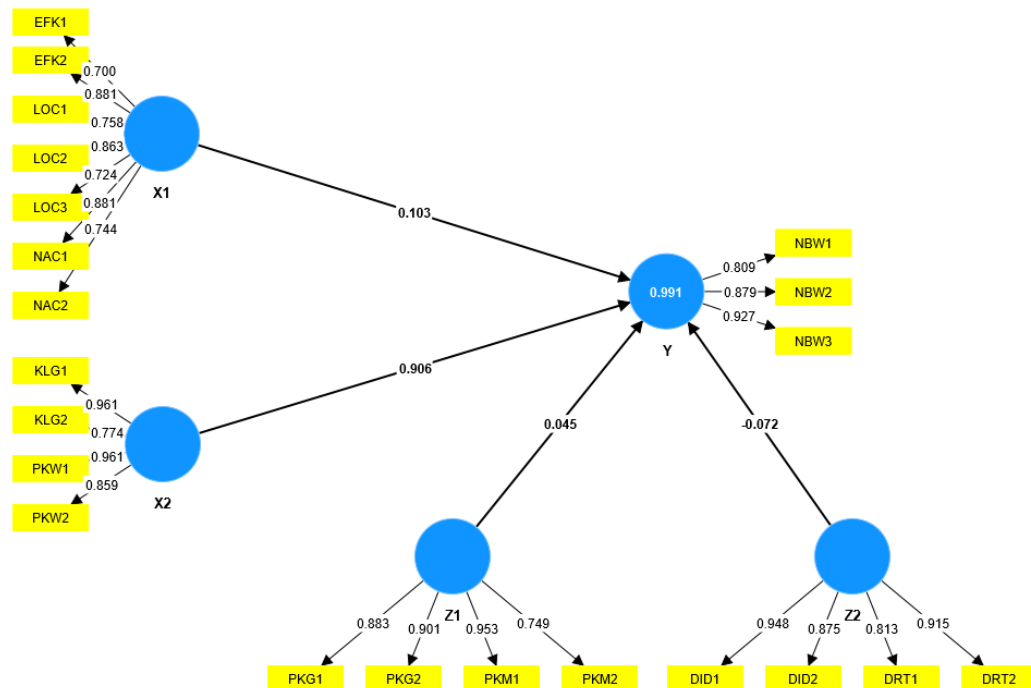 EFK1
EFK2
LOC1
LOC2
LOC3
NAC1
NAC2
0.700
0.881
0.758
0.863
0.724
0.881
0.744
X1
0.103
KLG1
KLG2
PKW1
PKW2
0.961
0.774
0.961
0.859
X2
0.906
0.991
Y
0.809
0.879
0.927
NBW1
NBW2
NBW3
0.045
-0.072
Z1
0.883
0.901
0.953
0.749
PKG1
PKG2
PKM1
PKM2
Z2
0.948
0.875
0.813
0.915
DID1
DID2
DRT1
DRT2